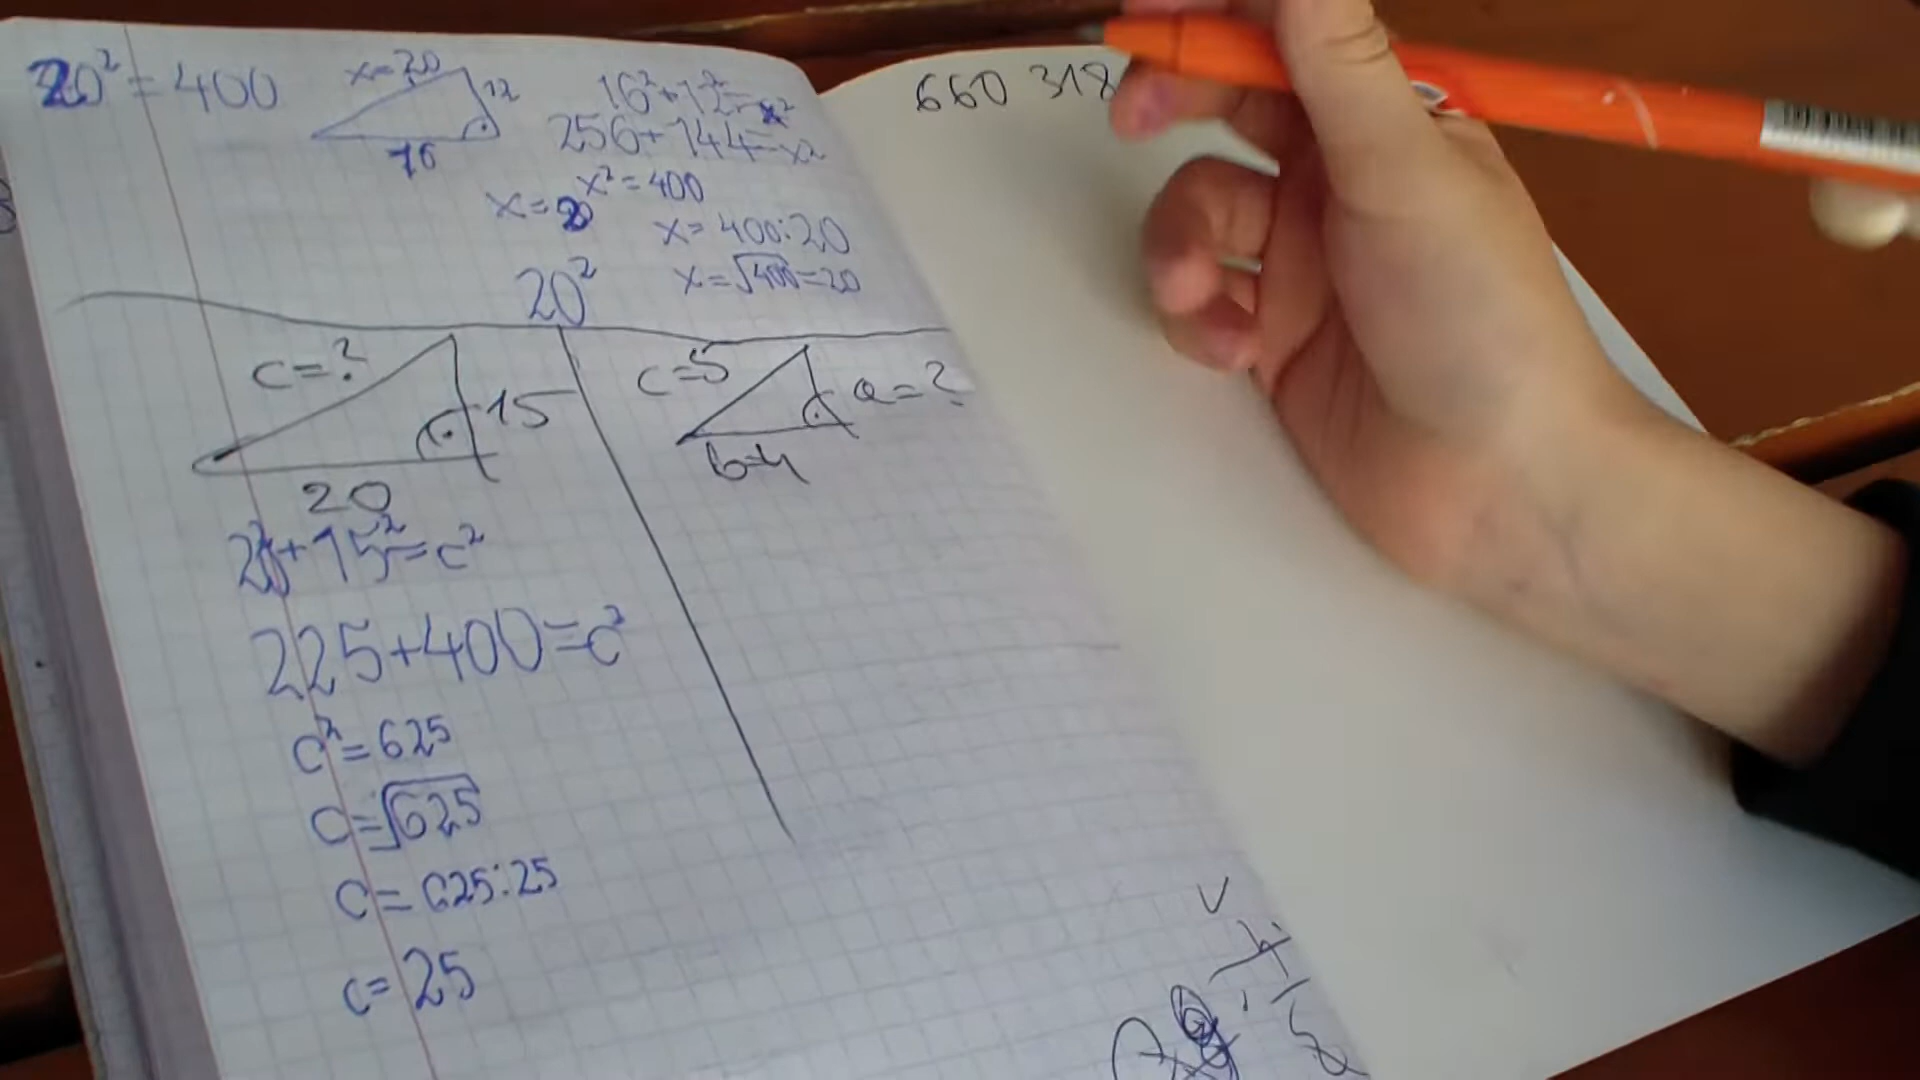 20² = 400
x=20
12
16
16²+12²=x²
256+144=x²
x²=400
x=20
x=400:20
x=√400=20
20²
c=?
15
20
20²+15²=c²
225+400=c²
c²=625
c=√625
c=625:25
c=25
c=5
a=?
b=4
660 318